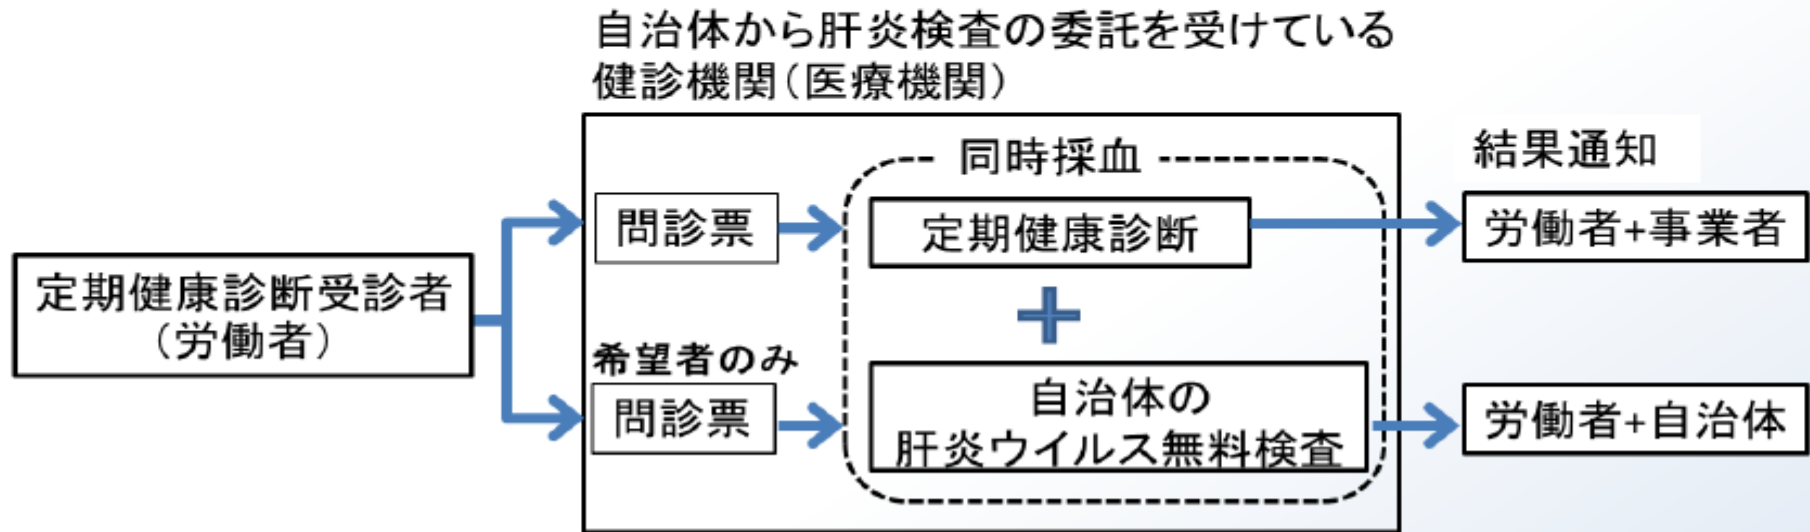 自治体から肝炎検査の委託を受けている
健診機関(医療機関)
同時採血
結果通知
問診票
定期健康診断
労働者+事業者
定期健康診断受診者
(労働者)
希望者のみ
問診票
自治体の
肝炎ウイルス無料検査
労働者+自治体